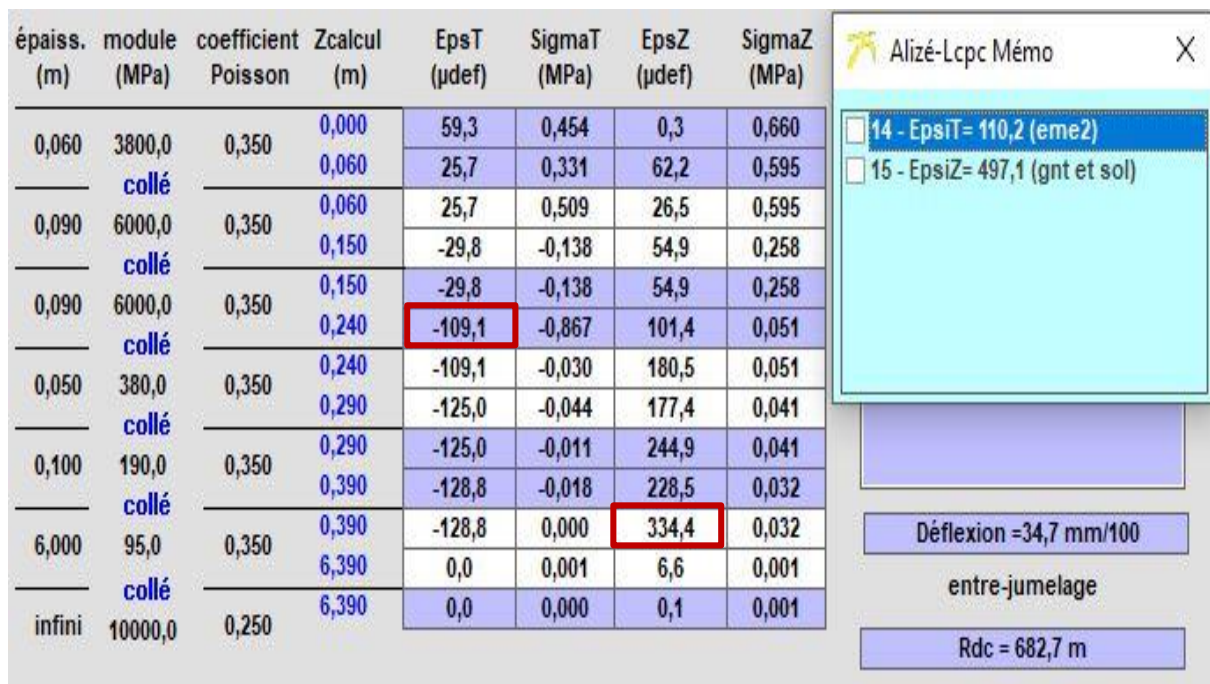 épaiss. module coefficient Zcalcul EpsT SigmaT EpsZ SigmaZ
(m) (MPa) Poisson (m) (µdef) (MPa) (µdef) (MPa)
0,060 3800,0 0,350 0,000 59,3 0,454 0,3 0,660
0,060 25,7 0,331 62,2 0,595
collé
0,090 6000,0 0,350 0,060 25,7 0,509 26,5 0,595
0,150 -29,8 -0,138 54,9 0,258
collé
0,090 6000,0 0,350 0,150 -29,8 -0,138 54,9 0,258
0,240 -109,1 -0,867 101,4 0,051
collé
0,050 380,0 0,350 0,240 -109,1 -0,030 180,5 0,051
0,290 -125,0 -0,044 177,4 0,041
collé
0,100 190,0 0,350 0,290 -125,0 -0,011 244,9 0,041
0,390 -128,8 -0,018 228,5 0,032
collé
6,000 95,0 0,350 0,390 -128,8 0,000 334,4 0,032
6,390 0,0 0,001 6,6 0,001
collé
infini 10000,0 0,250 6,390 0,0 0,000 0,1 0,001
Alizé-Lcpc Mémo X
14 - EpsiT= 110,2 (eme2)
15 - EpsiZ= 497,1 (gnt et sol)
Déflexion =34,7 mm/100
entre-jumelage
Rdc = 682,7 m